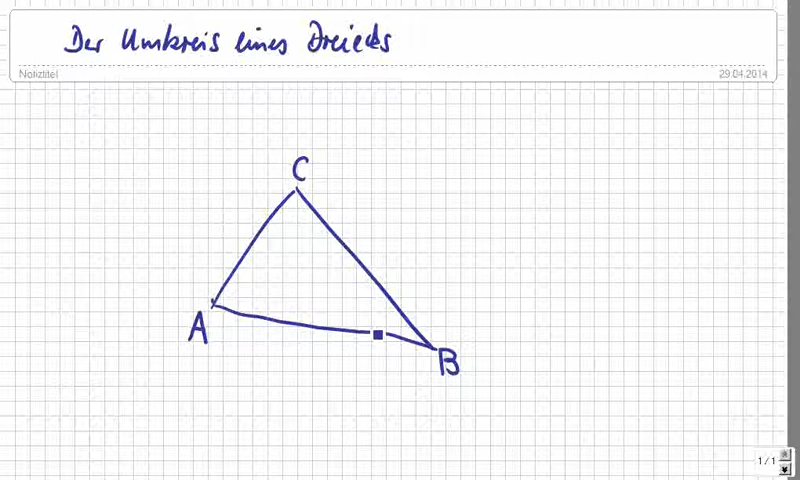 Der Umkreis eines Dreiecks
Notiztitel
29.04.2014
C
A
B
1/1